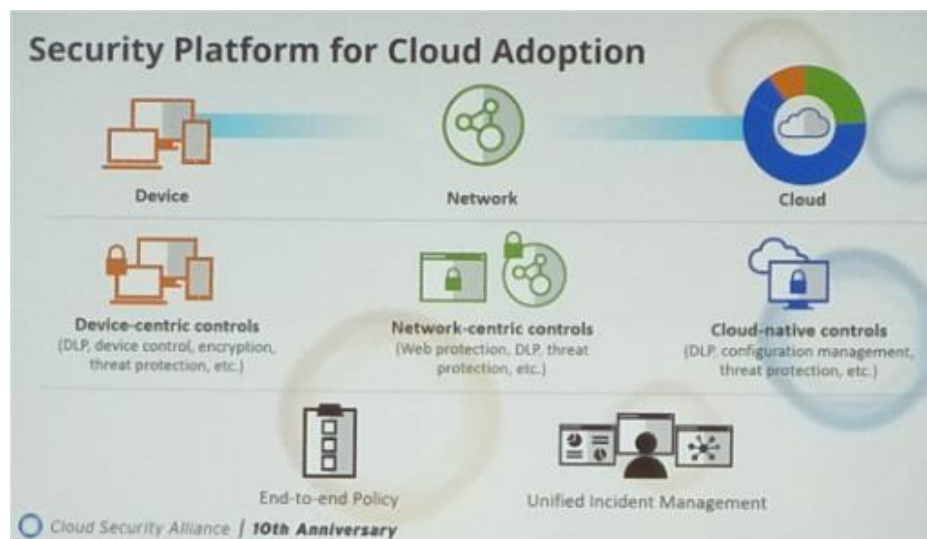 Security Platform for Cloud Adoption
Device
Network
Cloud
Device-centric controls
(DLP, device control, encryption,
threat protection, etc.)
Network-centric controls
(Web protection, DLP, threat
protection, etc.)
Cloud-native controls
(DLP, configuration management,
threat protection, etc.)
End-to-end Policy
Unified Incident Management
Cloud Security Alliance | 10th Anniversary